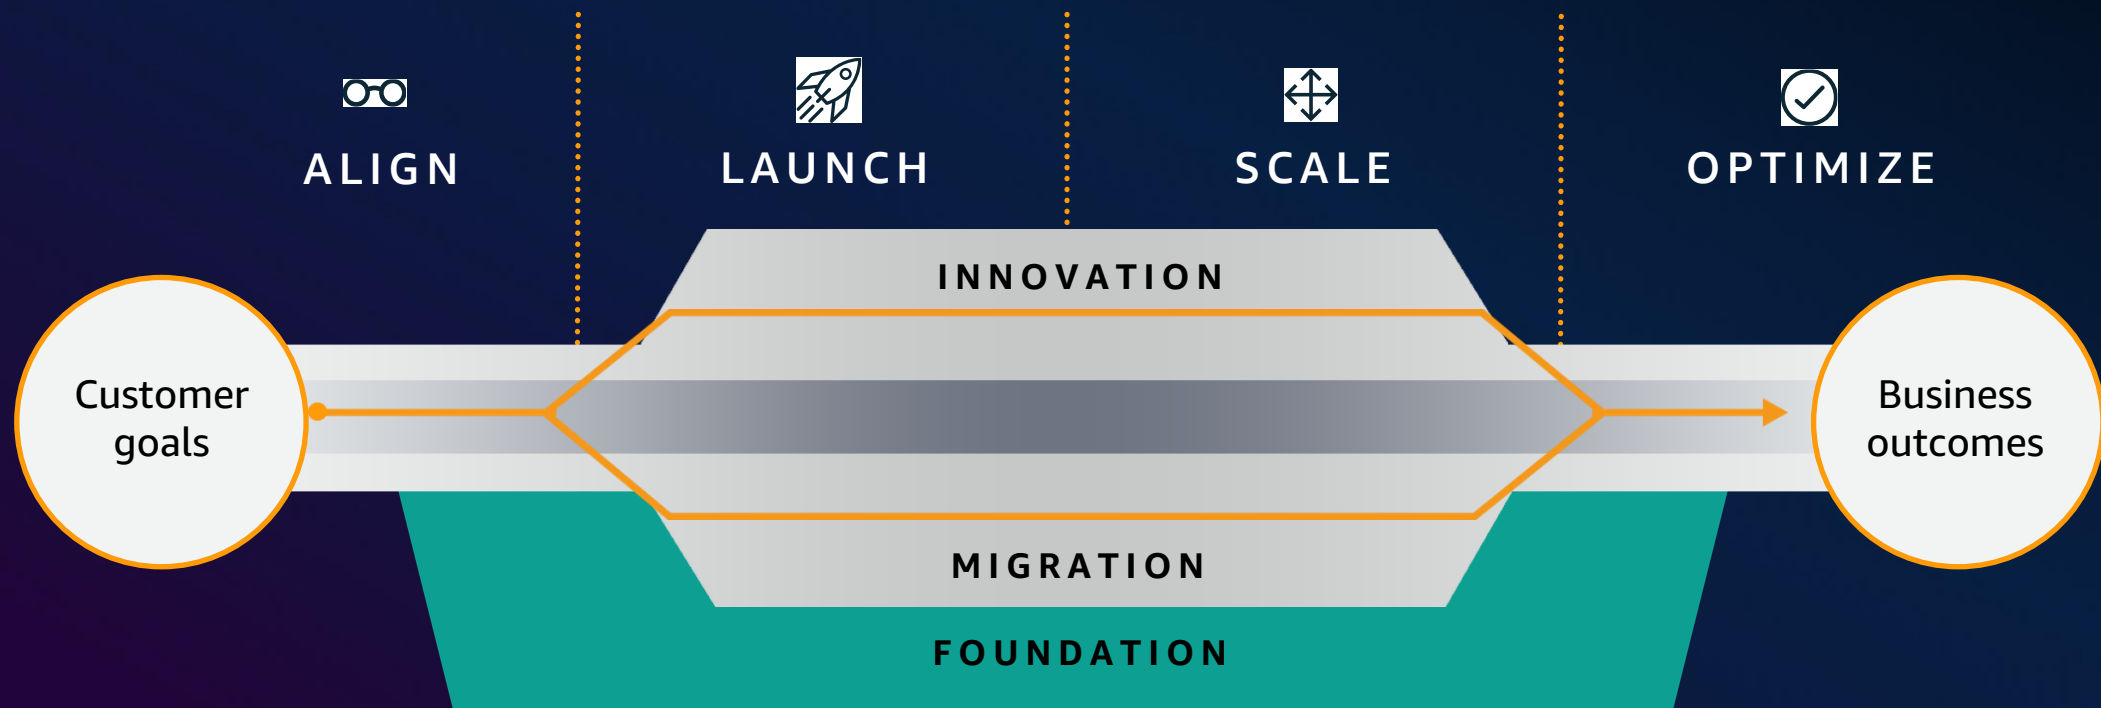 ALIGN
LAUNCH
SCALE
OPTIMIZE
INNOVATION
Customer
goals
Business
outcomes
MIGRATION
FOUNDATION